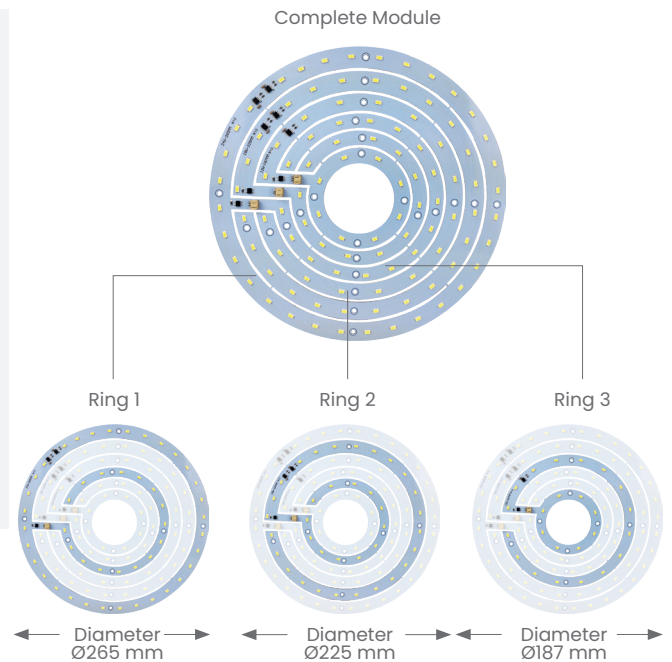 Complete Module
Ring 1
Ring 2
Ring 3
Diameter
Ø265 mm
Diameter
Ø225 mm
Diameter
Ø187 mm